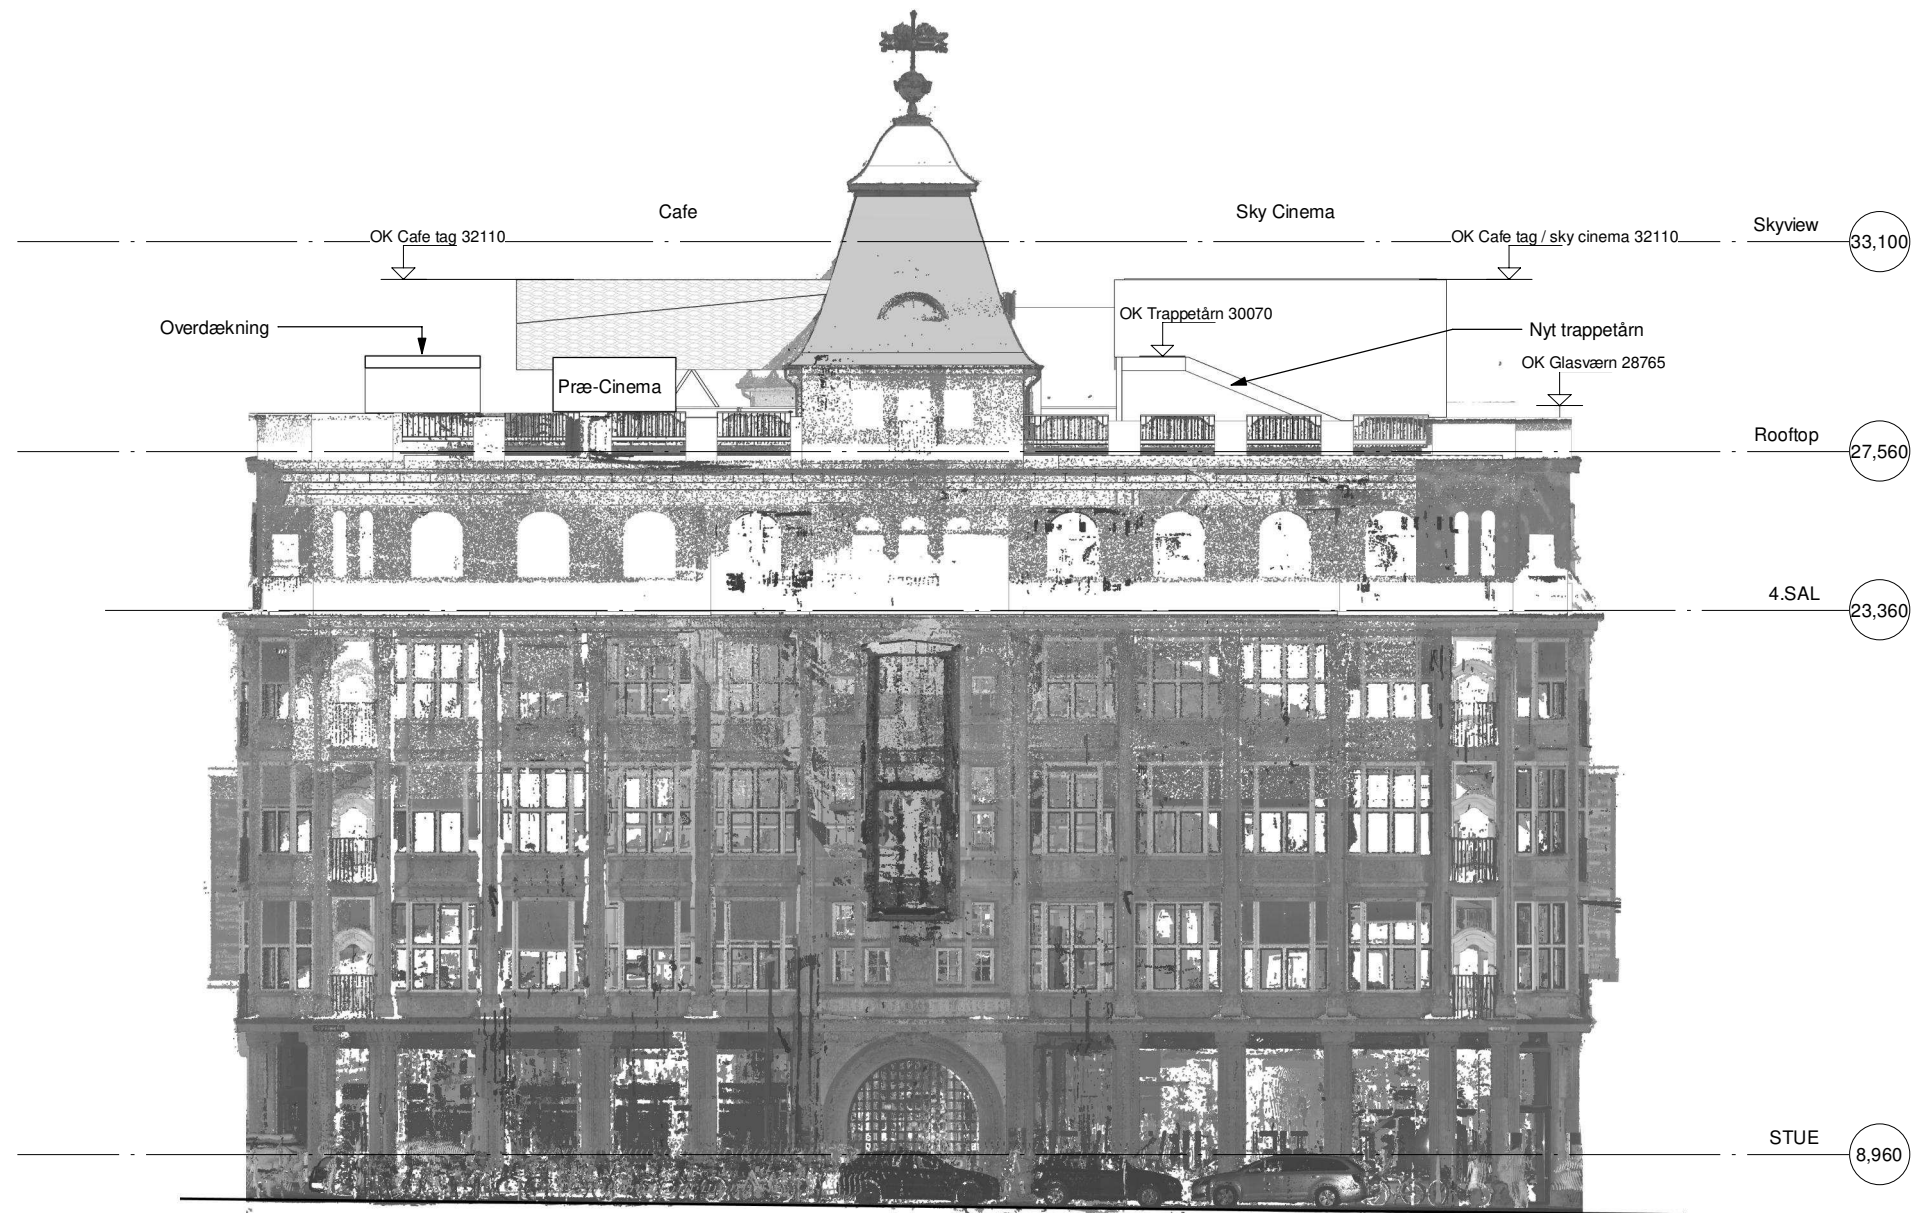 Cafe
Sky Cinema
Skyview
33,100
OK Cafe tag 32110
OK Cafe tag / sky cinema 32110
OK Trappetårn 30070
Overdækning
Nyt trappetårn
OK Glasværn 28765
Præ-Cinema
Rooftop
27,560
4.SAL
23,360
STUE
8,960